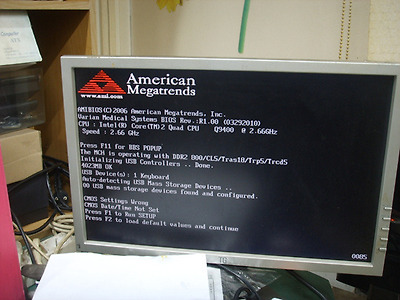 American
Megatrends
www.ami.com
AMIBIOS(C)2006 American Megatrends, Inc.
Varian Medical Systems BIOS Rev.:R1.00 (03292010)
CPU : Intel(R) Core(TM)2 Quad CPU Q9400 @ 2.66GHz
Speed : 2.66 GHz
Press F11 for BBS POPUP
The MCH is operating with DDR2 800/CL5/Tras18/Trp5/Trcd5
Initializing USB Controllers .. Done.
4023MB OK
USB Device(s): 1 Keyboard
Auto-detecting USB Mass Storage Devices ..
00 USB mass storage devices found and configured.
CMOS Settings Wrong
CMOS Date/Time Not Set
Press F1 to Run SETUP
Press F2 to load default values and continue
0085